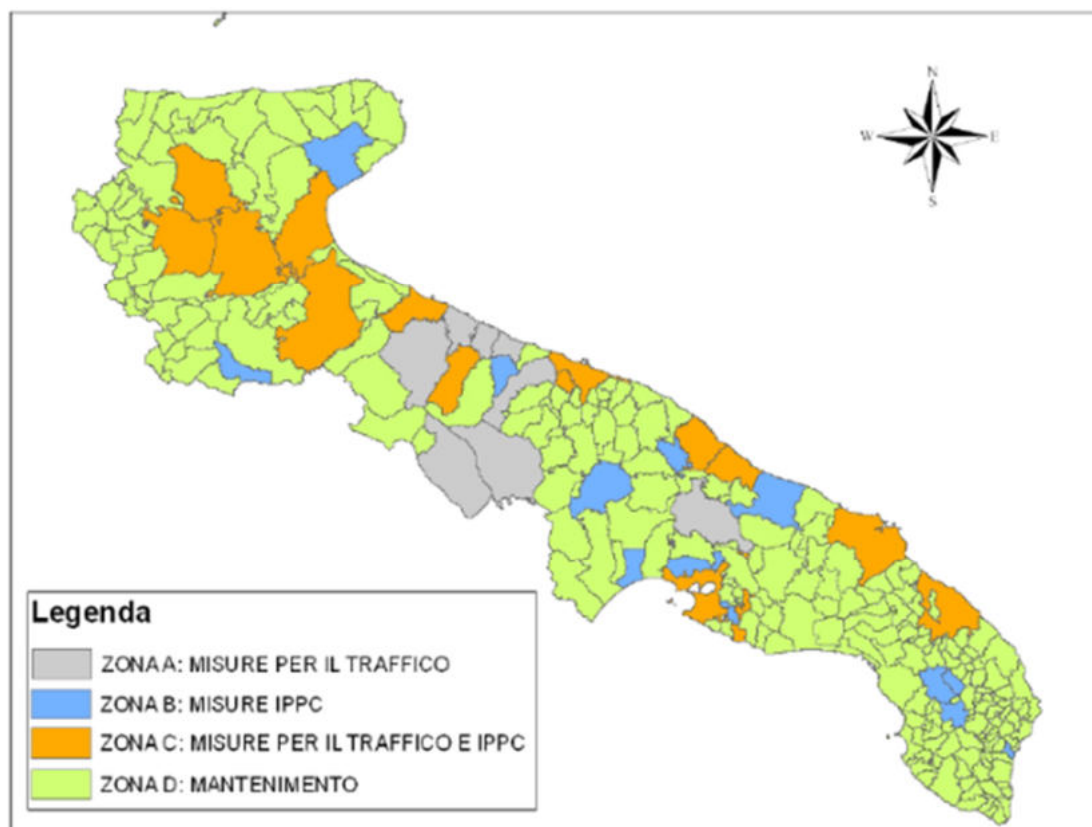 N
W
E
S
Legenda
ZONA A: MISURE PER IL TRAFFICO
ZONA B: MISURE IPPC
ZONA C: MISURE PER IL TRAFFICO E IPPC
ZONA D: MANTENIMENTO